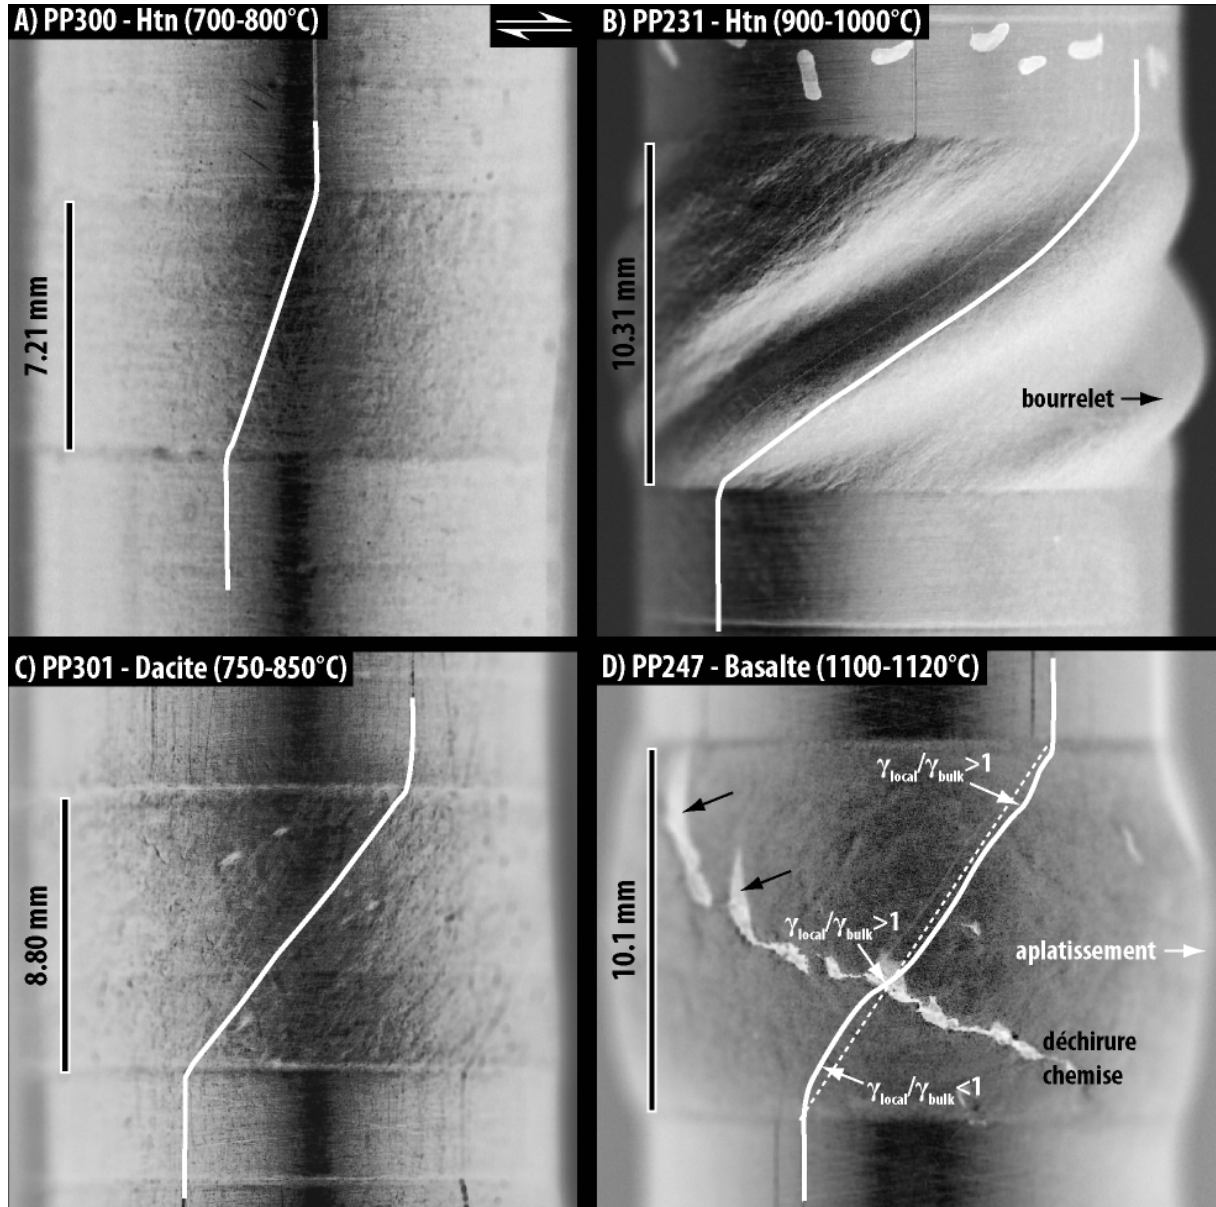 A) PP300 - Htn (700-800°C)
7.21 mm
B) PP231 - Htn (900-1000°C)
10.31 mm
bourrelet
C) PP301 - Dacite (750-850°C)
8.80 mm
D) PP247 - Basalte (1100-1120°C)
γlocal/γbulk>1
γlocal/γbulk>1
10.1 mm
aplatissement
déchirure
chemise
γlocal/γbulk<1